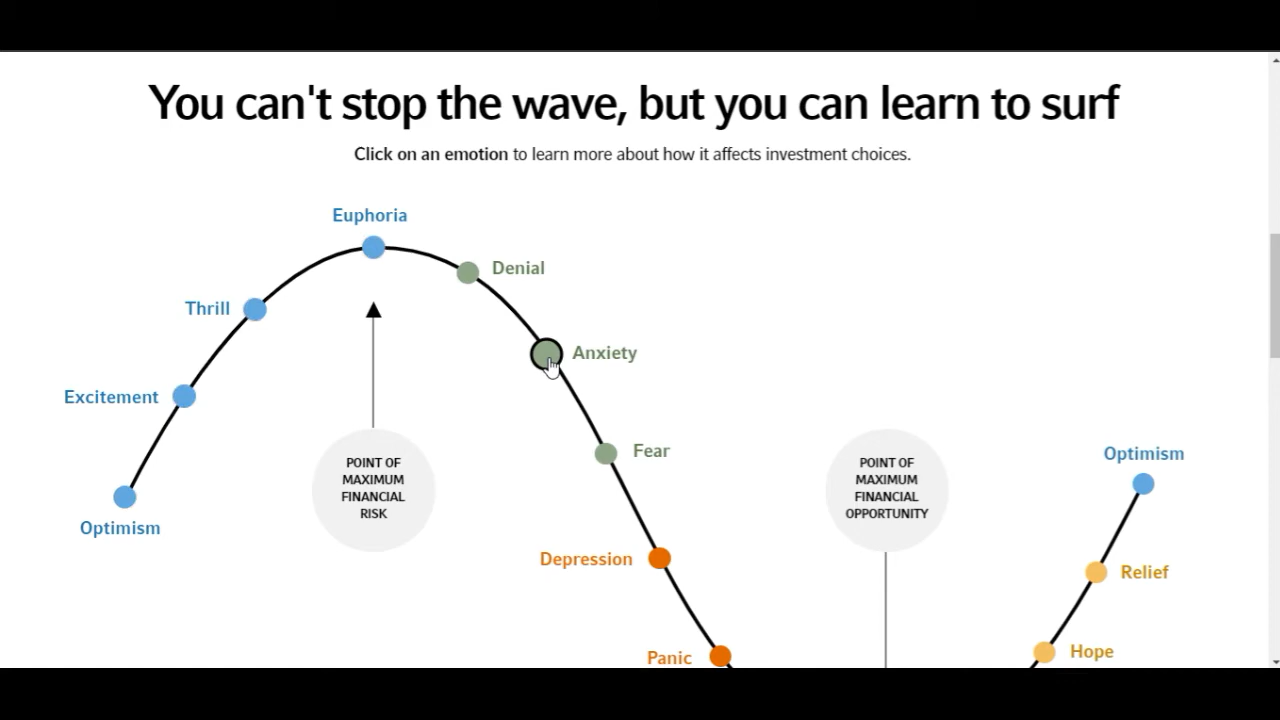 You can't stop the wave, but you can learn to surf
Click on an emotion to learn more about how it affects investment choices.
Euphoria
Denial
Thrill
Anxiety
Excitement
Fear
POINT OF
MAXIMUM
FINANCIAL
RISK
POINT OF
MAXIMUM
FINANCIAL
OPPORTUNITY
Optimism
Optimism
Depression
Relief
Panic
Hope